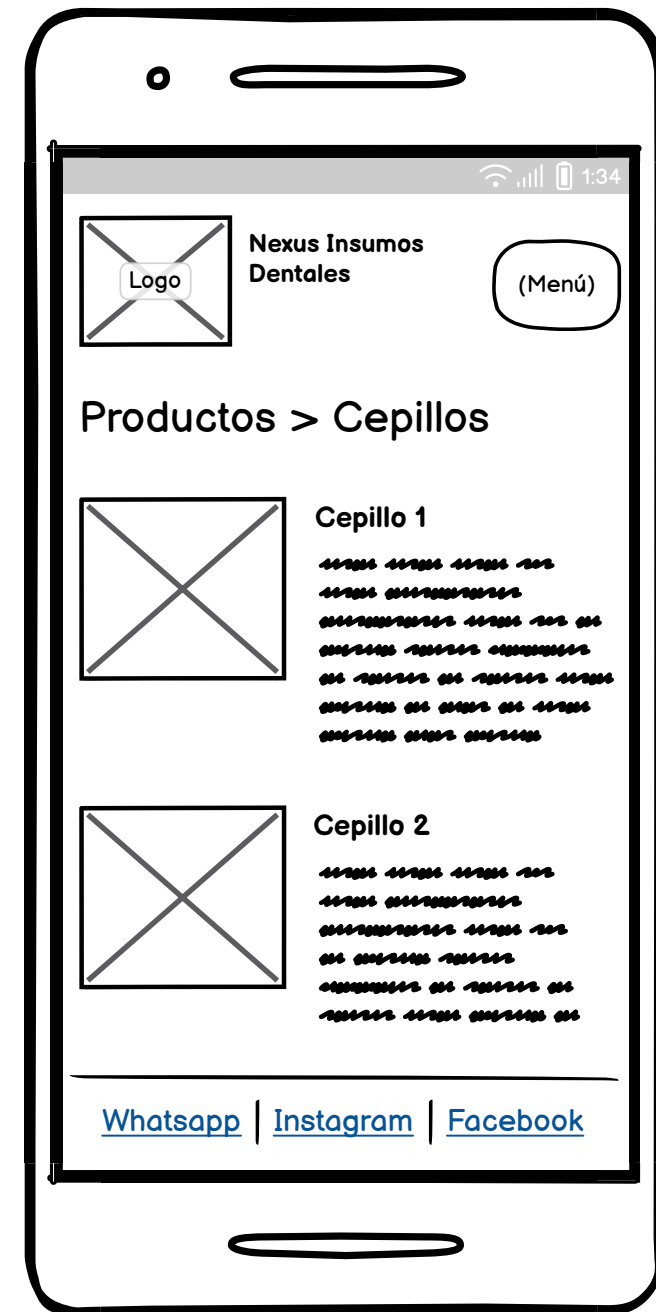 1:34
Logo
Nexus Insumos
Dentales
(Menú)
Productos > Cepillos
Cepillo 1
Cepillo 2
Whatsapp | Instagram | Facebook